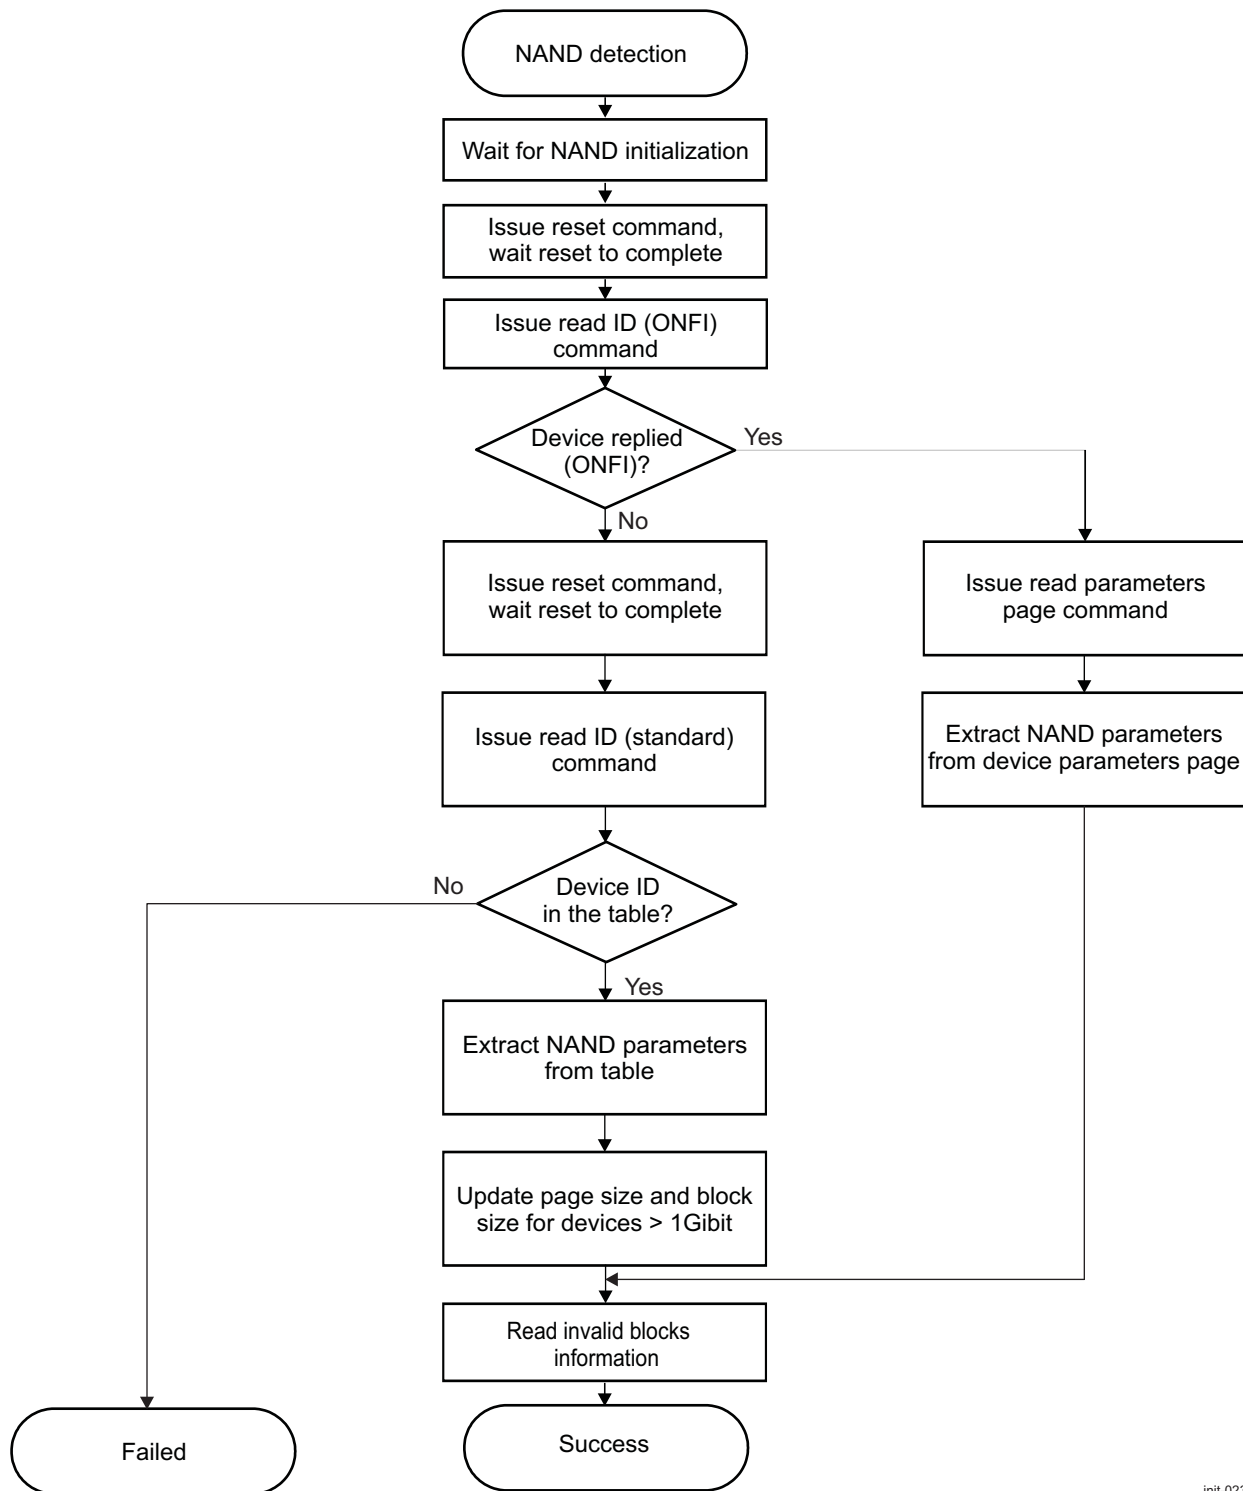 NAND detection
Wait for NAND initialization
Issue reset command,
wait reset to complete
Issue read ID (ONFI)
command
Device replied
(ONFI)?
Yes
No
Issue reset command,
wait reset to complete
Issue read parameters
page command
Issue read ID (standard)
command
Extract NAND parameters
from device parameters page
No
Device ID
in the table?
Yes
Extract NAND parameters
from table
Update page size and block
size for devices > 1Gibit
Read invalid blocks
information
Failed
Success